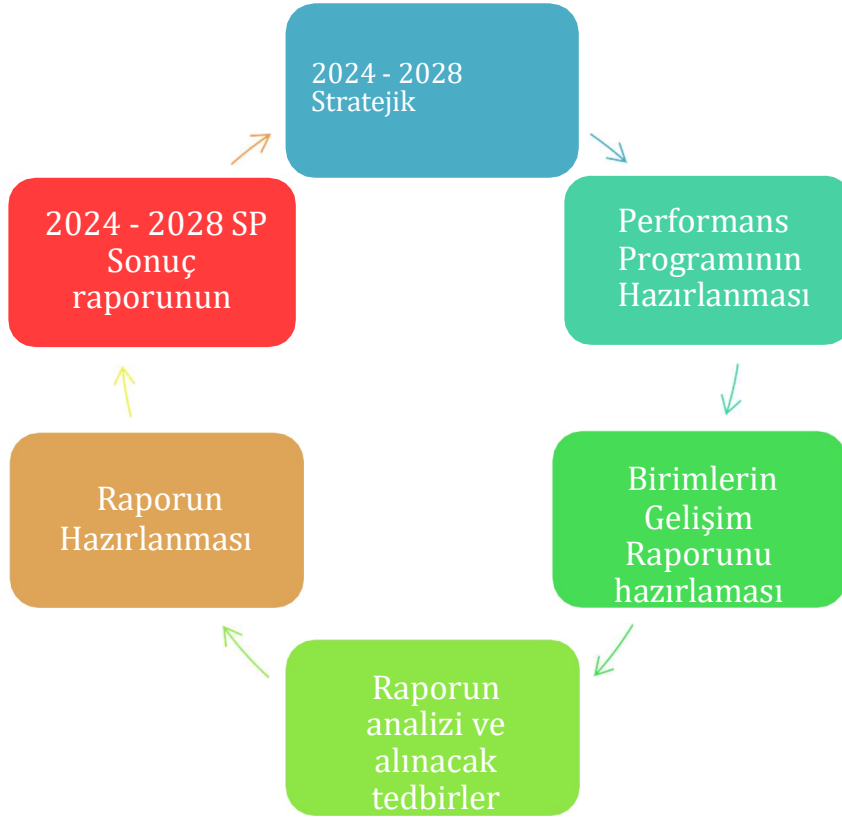 2024 - 2028
Stratejik
Performans
Programının
Hazırlanması
Birimlerin
Gelişim
Raporunu
hazırlaması
Raporun
analizi ve
alınacak
tedbirler
Raporun
Hazırlanması
2024 - 2028 SP
Sonuç
raporunun